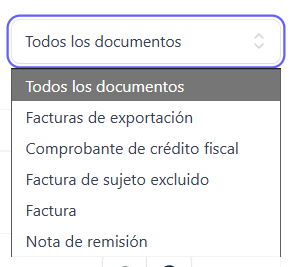 Todos los documentos
Todos los documentos
Facturas de exportación
Comprobante de crédito fiscal
Factura de sujeto excluido
Factura
Nota de remisión